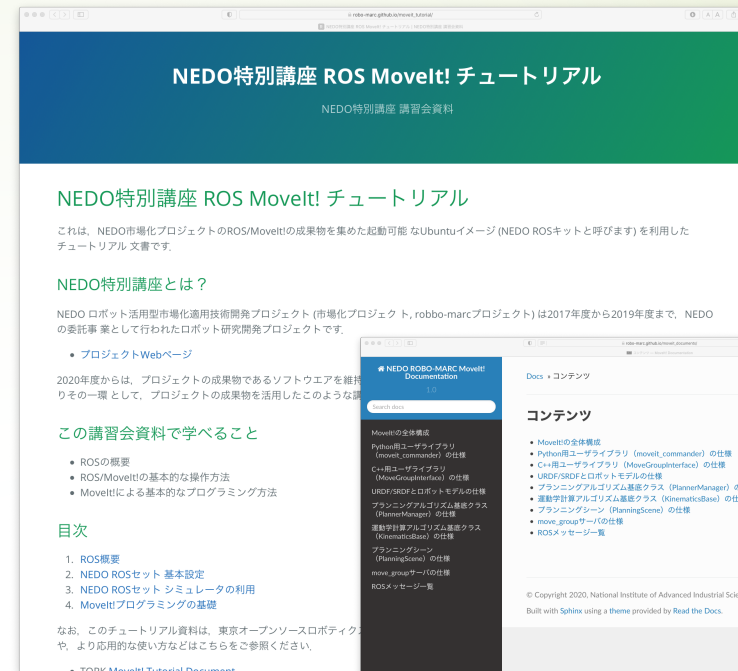 robo-marc.github.io/moveit_tutorial/
NEDO特別講座 ROS MoveIt! チュートリアル
NEDO特別講座 講習会資料
NEDO特別講座 ROS MoveIt! チュートリアル
これは，NEDO市場化プロジェクトのROS/MoveIt!の成果物を集めた起動可能 なUbuntuイメージ (NEDO ROSキットと呼びます) を利用した
チュートリアル 文書です．
NEDO特別講座とは？
NEDO ロボット活用型市場化適用技術開発プロジェクト (市場化プロジェク ト, robbo-marcプロジェクト) は2017年度から2019年度まで，NEDO
の委託事 業として行われたロボット研究開発プロジェクトです．
プロジェクトWebページ
2020年度からは，プロジェクトの成果物であるソフトウエアを維持
りその一環 として，プロジェクトの成果物を活用したこのような講
この講習会資料で学べること
ROSの概要
ROS/MoveIt!の基本的な操作方法
MoveIt!による基本的なプログラミング方法
目次
1. ROS概要
2. NEDO ROSセット 基本設定
3. NEDO ROSセット シミュレータの利用
4. MoveIt!プログラミングの基礎
なお，このチュートリアル資料は，東京オープンソースロボティク
や，より応用的な使い方などはこちらをご参照ください．
TORK MoveIt! Tutorial Document
robo-marc.github.io/moveit_documents/
NEDO ROBO-MARC MoveIt!
Documentation
1.0
Search docs
MoveIt!の全体構成
Python用ユーザライブラリ
（moveit_commander）の仕様
C++用ユーザライブラリ
（MoveGroupInterface）の仕様
URDF/SRDFとロボットモデルの仕様
プランニングアルゴリズム基底クラス
（PlannerManager）の仕様
運動学計算アルゴリズム基底クラス
（KinematicsBase）の仕様
プランニングシーン
（PlanningScene）の仕様
move_groupサーバの仕様
ROSメッセージ一覧
Docs » コンテンツ
コンテンツ
MoveIt!の全体構成
Python用ユーザライブラリ（moveit_commander）の仕様
C++用ユーザライブラリ（MoveGroupInterface）の仕様
URDF/SRDFとロボットモデルの仕様
プランニングアルゴリズム基底クラス（PlannerManager）の
運動学計算アルゴリズム基底クラス（KinematicsBase）の仕
プランニングシーン（PlanningScene）の仕様
move_groupサーバの仕様
ROSメッセージ一覧
© Copyright 2020, National Institute of Advanced Industrial Scie
Built with Sphinx using a theme provided by Read the Docs.